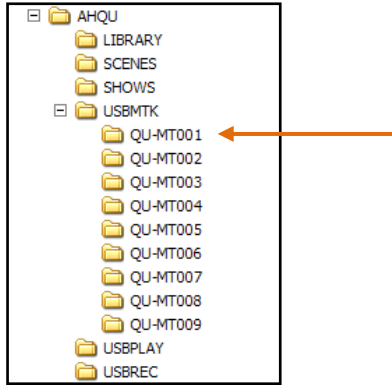 AHQU
LIBRARY
SCENES
SHOWS
USBMTK
QU-MT001
QU-MT002
QU-MT003
QU-MT004
QU-MT005
QU-MT006
QU-MT007
QU-MT008
QU-MT009
USBPLAY
USBREC